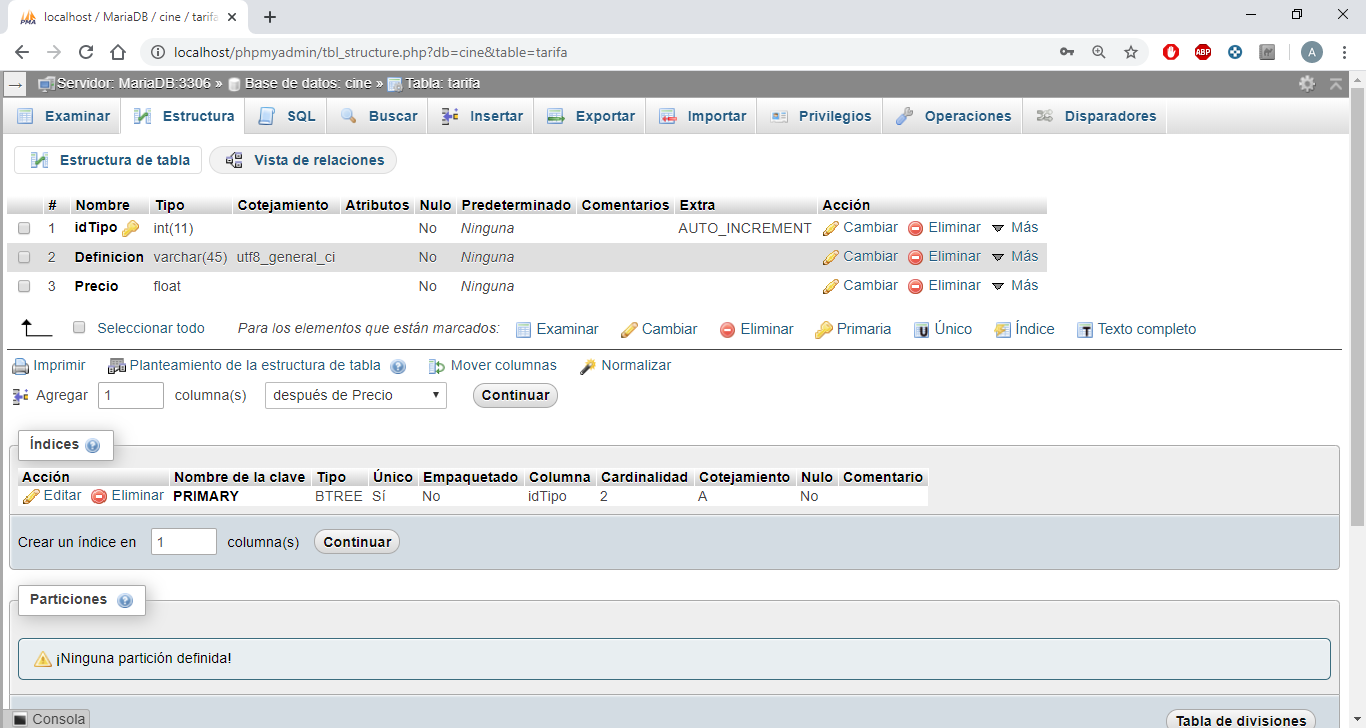 localhost / MariaDB / cine / tarifa
localhost/phpmyadmin/tbl_structure.php?db=cine&table=tarifa
ABP
A
Servidor: MariaDB:3306 » Base de datos: cine » Tabla: tarifa
Examinar Estructura SQL Buscar Insertar Exportar Importar Privilegios Operaciones Disparadores
Estructura de tabla Vista de relaciones
# Nombre Tipo Cotejamiento Atributos Nulo Predeterminado Comentarios Extra Acción
1 idTipo int(11) No Ninguna AUTO_INCREMENT Cambiar Eliminar Más
2 Definicion varchar(45) utf8_general_ci No Ninguna Cambiar Eliminar Más
3 Precio float No Ninguna Cambiar Eliminar Más
Seleccionar todo Para los elementos que están marcados: Examinar Cambiar Eliminar Primaria Único Índice Texto completo
Imprimir Planteamiento de la estructura de tabla Mover columnas Normalizar
Agregar 1 columna(s) después de Precio Continuar
Índices
Acción Nombre de la clave Tipo Único Empaquetado Columna Cardinalidad Cotejamiento Nulo Comentario
Editar Eliminar PRIMARY BTREE Sí No idTipo 2 A No
Crear un índice en 1 columna(s) Continuar
Particiones
¡Ninguna partición definida!
Consola
Tabla de divisiones